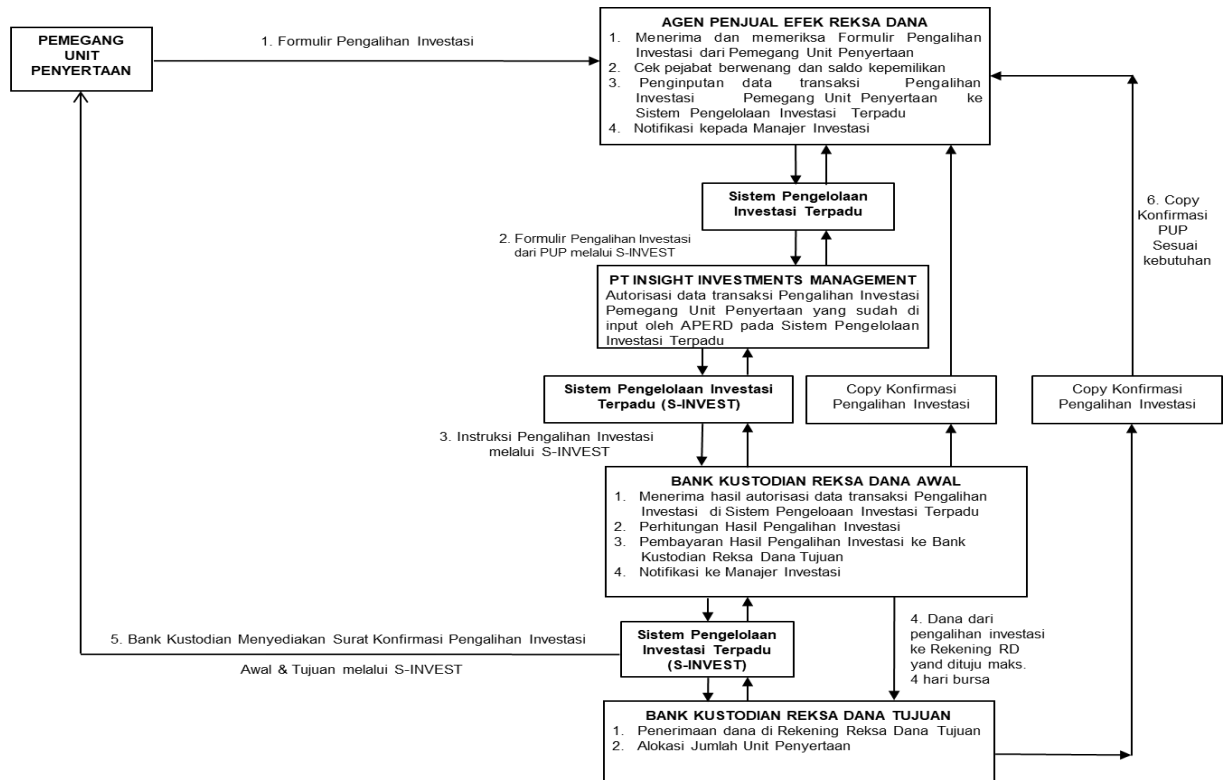 PEMEGANG
UNIT
PENYERTAAN
1. Formulir Pengalihan Investasi
AGEN PENJUAL EFEK REKSA DANA
1. Menerima dan memeriksa Formulir Pengalihan
Investasi dari Pemegang Unit Penyertaan
2. Cek pejabat berwenang dan saldo kepemilikan
3. Penginputan data transaksi Pengalihan
Investasi Pemegang Unit Penyertaan ke
Sistem Pengelolaan Investasi Terpadu
4. Notifikasi kepada Manajer Investasi
Sistem Pengelolaan
Investasi Terpadu
2. Formulir Pengalihan Investasi
dari PUP melalui S-INVEST
PT INSIGHT INVESTMENTS MANAGEMENT
Autorisasi data transaksi Pengalihan Investasi
Pemegang Unit Penyertaan yang sudah di
input oleh APERD pada Sistem Pengelolaan
Investasi Terpadu
6. Copy
Konfirmasi
PUP
Sesuai
kebutuhan
Sistem Pengelolaan Investasi
Terpadu (S-INVEST)
Copy Konfirmasi
Pengalihan Investasi
Copy Konfirmasi
Pengalihan Investasi
3. Instruksi Pengalihan Investasi
melalui S-INVEST
BANK KUSTODIAN REKSA DANA AWAL
1. Menerima hasil autorisasi data transaksi Pengalihan
Investasi di Sistem Pengeloaan Investasi Terpadu
2. Perhitungan Hasil Pengalihan Investasi
3. Pembayaran Hasil Pengalihan Investasi ke Bank
Kustodian Reksa Dana Tujuan
4. Notifikasi ke Manajer Investasi
5. Bank Kustodian Menyediakan Surat Konfirmasi Pengalihan Investasi
Awal & Tujuan melalui S-INVEST
Sistem Pengelolaan
Investasi Terpadu
(S-INVEST)
4. Dana dari
pengalihan investasi
ke Rekening RD
yand dituju maks.
4 hari bursa
BANK KUSTODIAN REKSA DANA TUJUAN
1. Penerimaan dana di Rekening Reksa Dana Tujuan
2. Alokasi Jumlah Unit Penyertaan